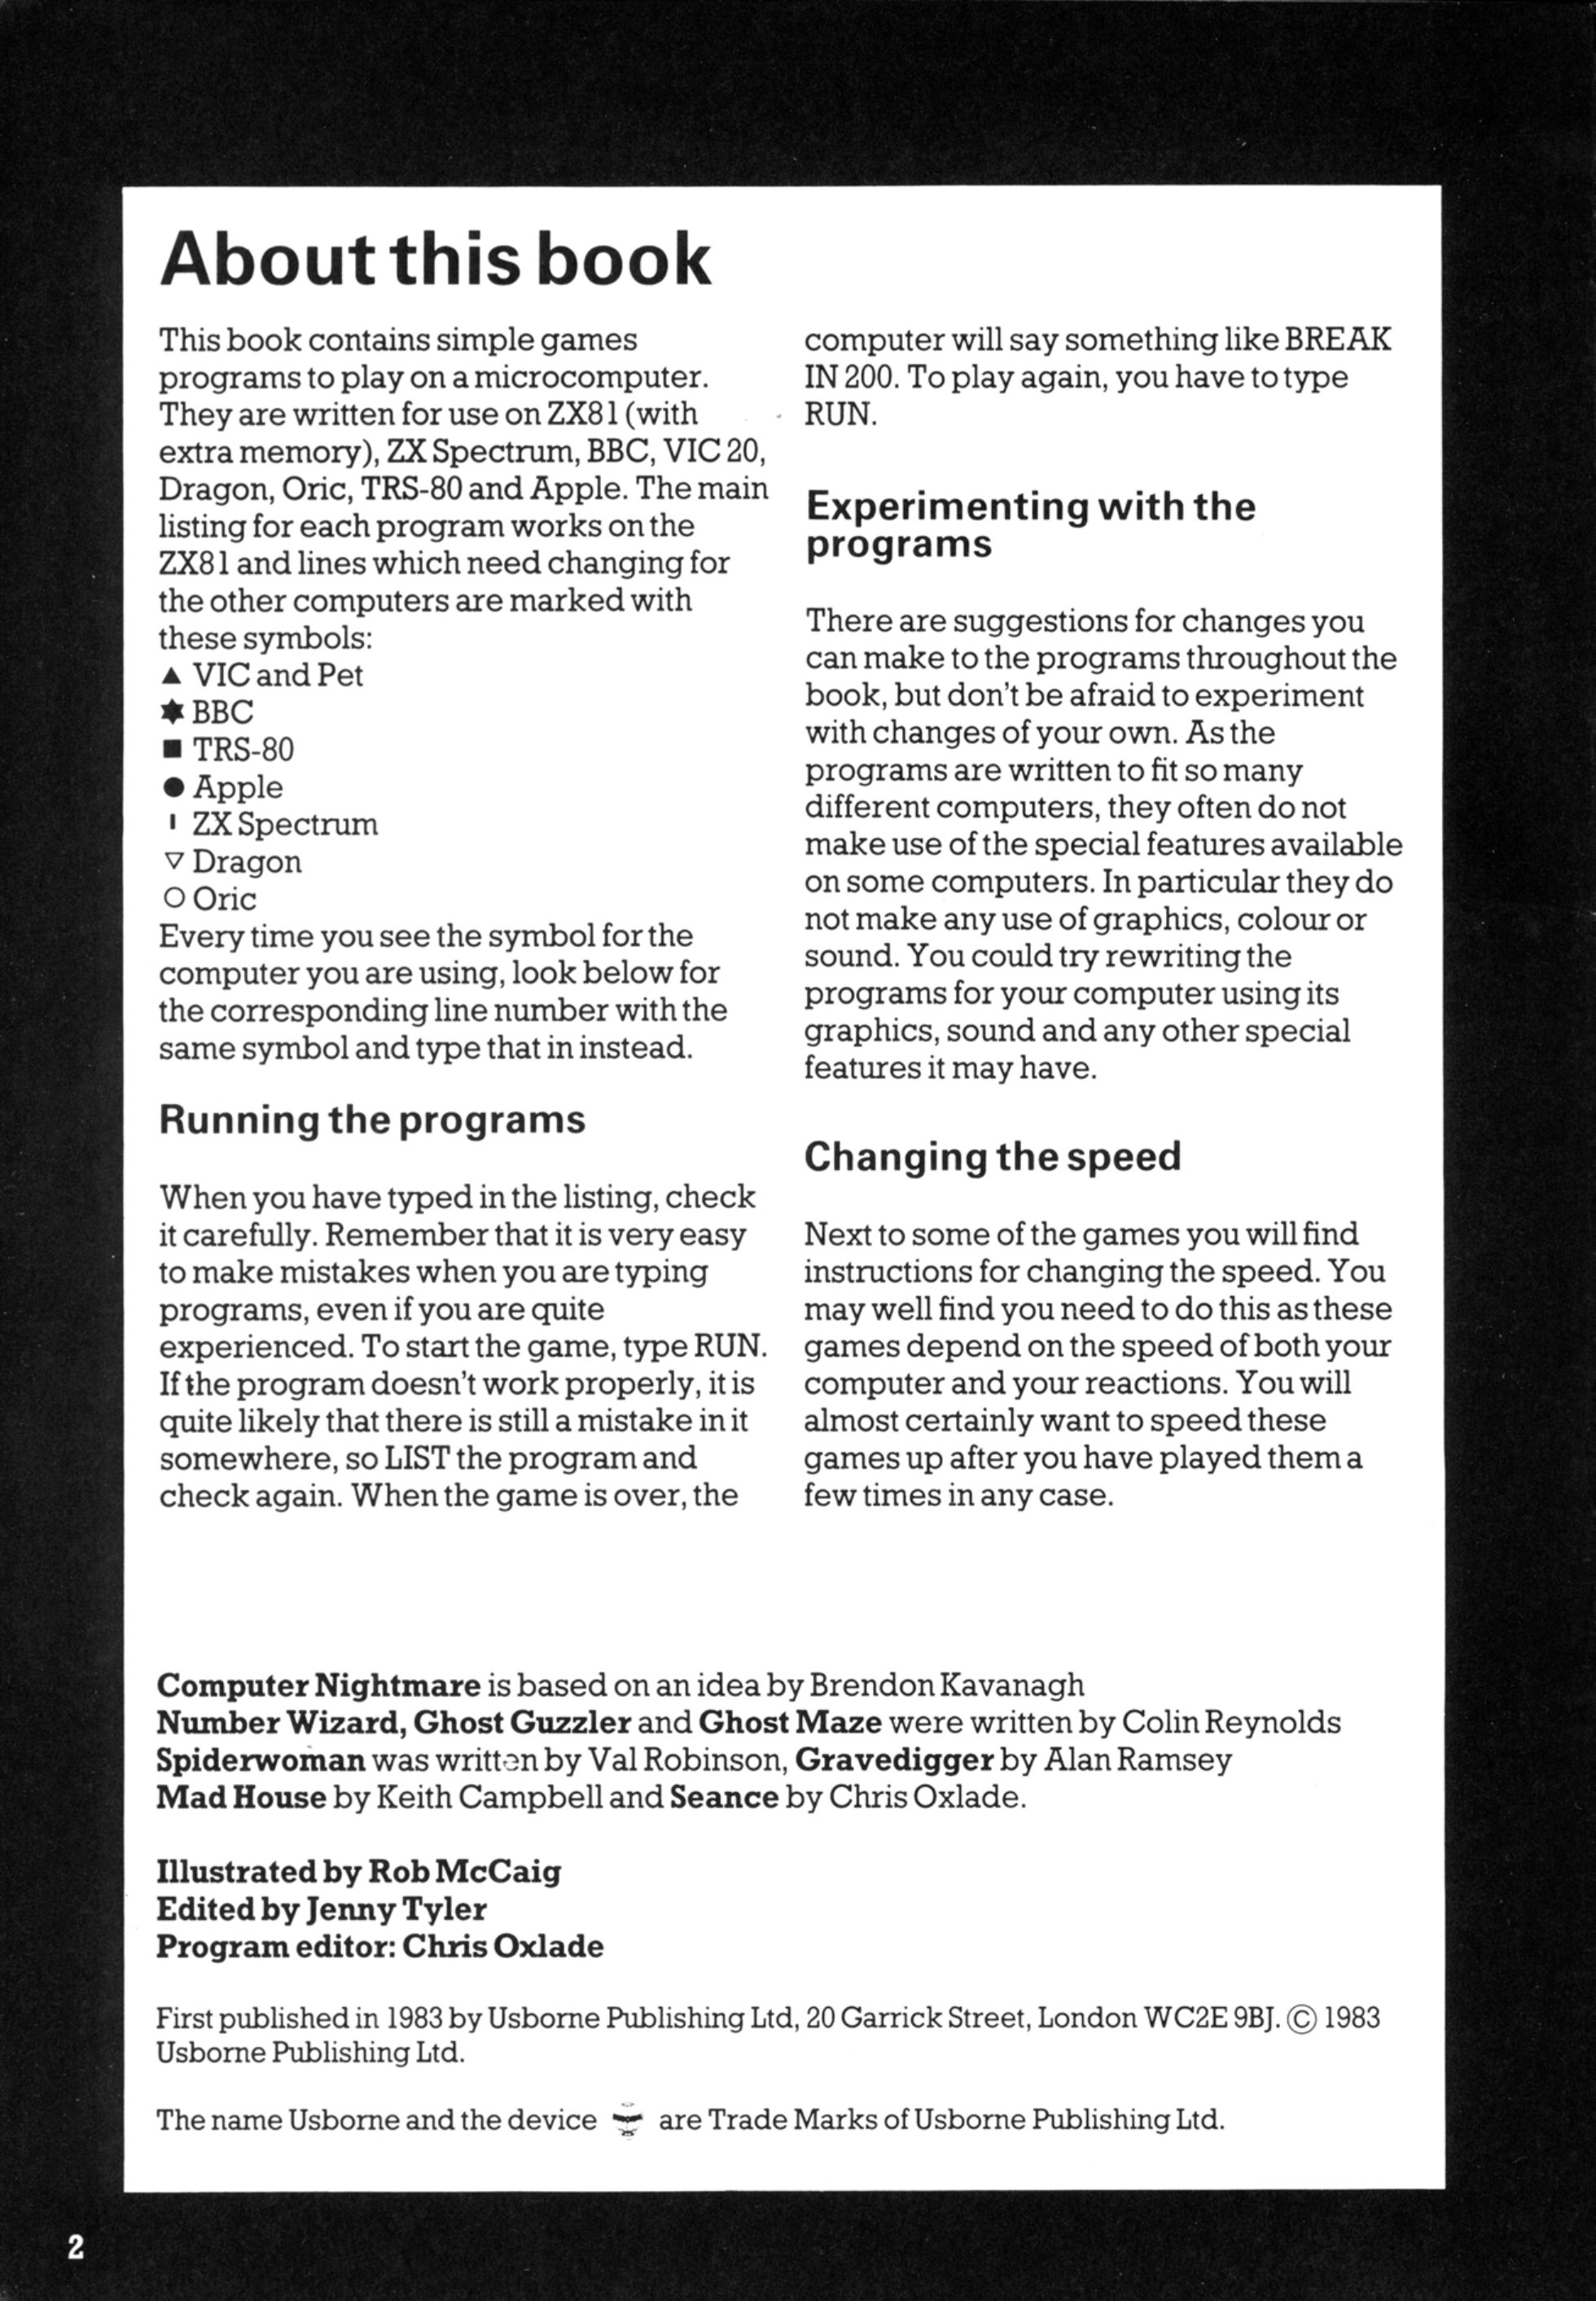 About this book
This book contains simple games
programs to play on a microcomputer.
They are written for use on ZX81 (with
extra memory), ZX Spectrum, BBC, VIC 20,
Dragon, Oric, TRS-80 and Apple. The main
listing for each program works on the
ZX81 and lines which need changing for
the other computers are marked with
these symbols:
▲ VIC and Pet
★ BBC
■ TRS-80
● Apple
ı ZX Spectrum
▽ Dragon
○ Oric
Every time you see the symbol for the
computer you are using, look below for
the corresponding line number with the
same symbol and type that in instead.
Running the programs
When you have typed in the listing, check
it carefully. Remember that it is very easy
to make mistakes when you are typing
programs, even if you are quite
experienced. To start the game, type RUN.
If the program doesn't work properly, it is
quite likely that there is still a mistake in it
somewhere, so LIST the program and
check again. When the game is over, the
computer will say something like BREAK
IN 200. To play again, you have to type
RUN.
Experimenting with the
programs
There are suggestions for changes you
can make to the programs throughout the
book, but don't be afraid to experiment
with changes of your own. As the
programs are written to fit so many
different computers, they often do not
make use of the special features available
on some computers. In particular they do
not make any use of graphics, colour or
sound. You could try rewriting the
programs for your computer using its
graphics, sound and any other special
features it may have.
Changing the speed
Next to some of the games you will find
instructions for changing the speed. You
may well find you need to do this as these
games depend on the speed of both your
computer and your reactions. You will
almost certainly want to speed these
games up after you have played them a
few times in any case.
Computer Nightmare is based on an idea by Brendon Kavanagh
Number Wizard, Ghost Guzzler and Ghost Maze were written by Colin Reynolds
Spiderwoman was written by Val Robinson, Gravedigger by Alan Ramsey
Mad House by Keith Campbell and Seance by Chris Oxlade.
Illustrated by Rob McCaig
Edited by Jenny Tyler
Program editor: Chris Oxlade
First published in 1983 by Usborne Publishing Ltd, 20 Garrick Street, London WC2E 9BJ. © 1983
Usborne Publishing Ltd.
The name Usborne and the device are Trade Marks of Usborne Publishing Ltd.
2